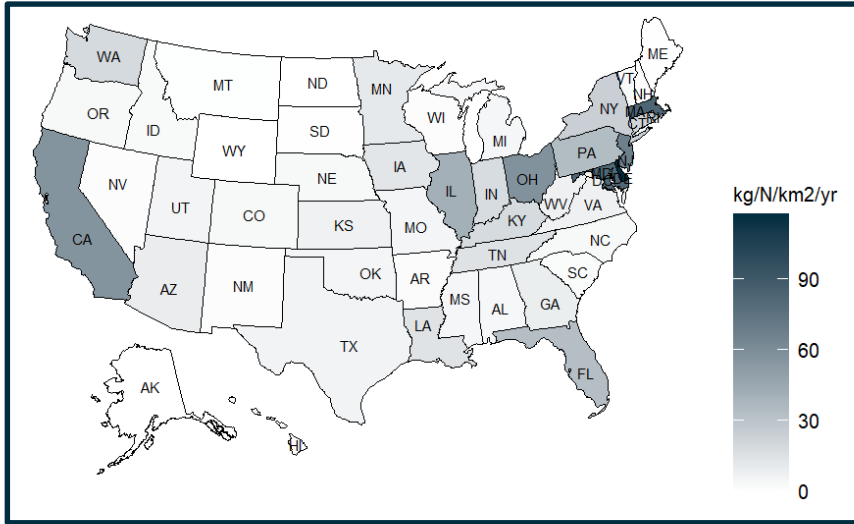 ME
WA
VT
MT
ND
MN
NH
OR
NY
MA
ID
WI
SD
CT
RI
MI
WY
PA
IA
NE
NJ
OH
MD
NV
IL
IN
DE
UT
CO
WV
VA
KS
MO
KY
CA
NC
TN
OK
SC
AZ
NM
AR
MS
AL
GA
LA
TX
FL
AK
HI
kg/N/km2/yr
90
60
30
0